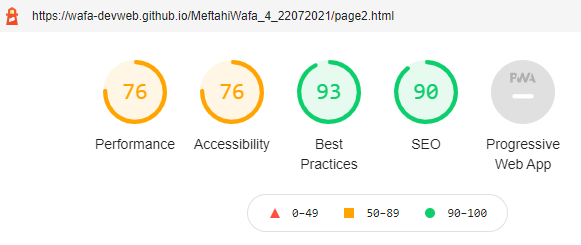 https://wafa-devweb.github.io/MeftahiWafa_4_22072021/page2.html
76 76 93 90 PWA
Performance Accessibility Best Practices SEO Progressive Web App
0–49 50–89 90–100